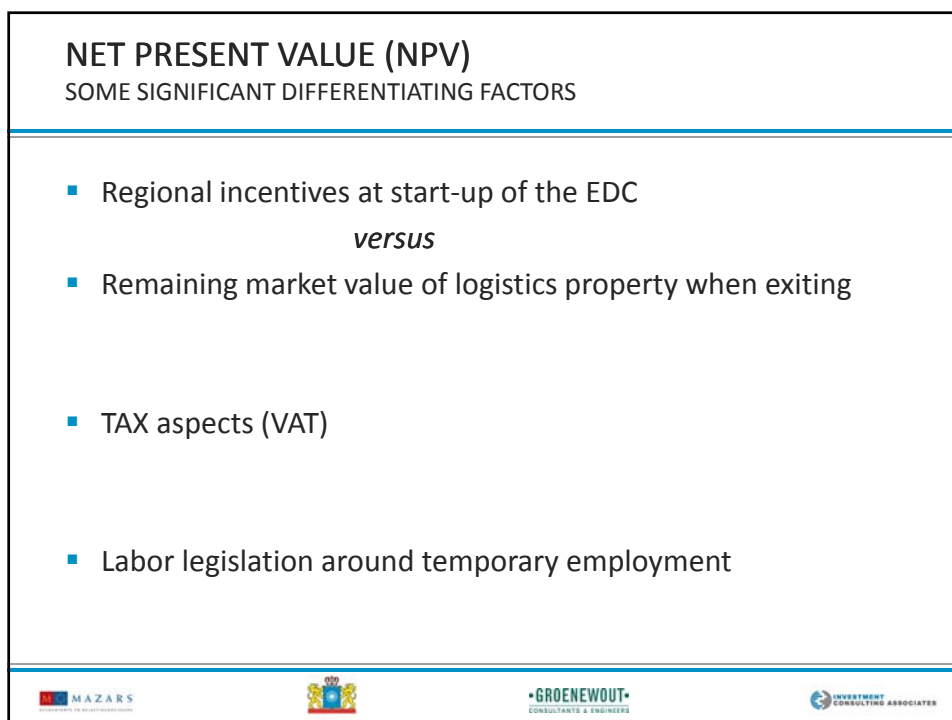 NET PRESENT VALUE (NPV)
SOME SIGNIFICANT DIFFERENTIATING FACTORS
▪ Regional incentives at start-up of the EDC
versus
▪ Remaining market value of logistics property when exiting
▪ TAX aspects (VAT)
▪ Labor legislation around temporary employment
MAZARS
•GROENEWOUT•
CONSULTANTS & ENGINEERS
INVESTMENT
CONSULTING ASSOCIATES